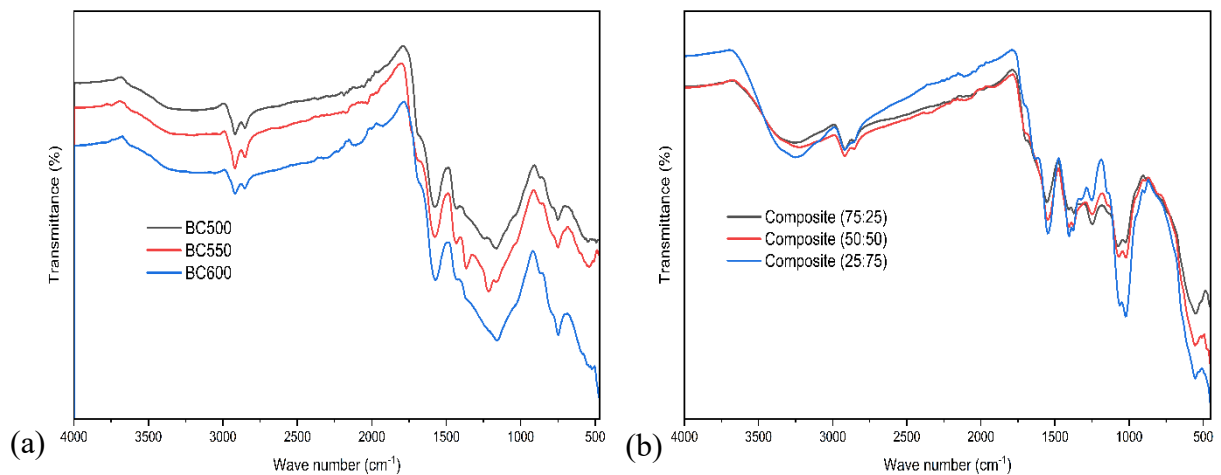 Transmittance (%)
BC500
BC550
BC600
4000 3500 3000 2500 2000 1500 1000 500
Wave number (cm⁻¹)
(a)
Transmittance (%)
Composite (75:25)
Composite (50:50)
Composite (25:75)
4000 3500 3000 2500 2000 1500 1000 500
Wave number (cm⁻¹)
(b)